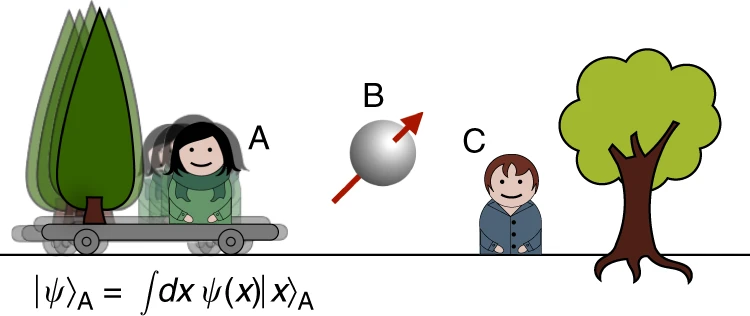 A
B
C
|ψ⟩A = ∫dx ψ(x)|x⟩A